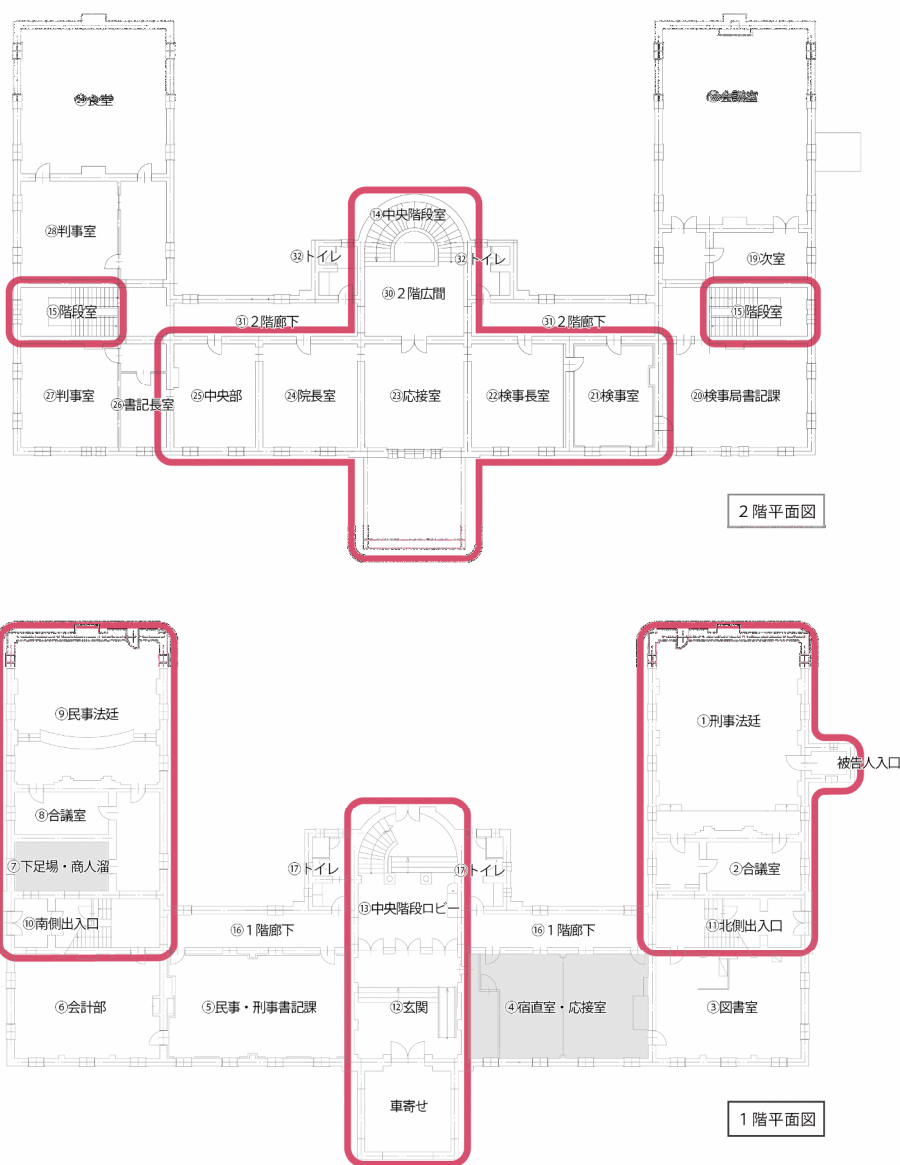 ㉙食室
⑱会議室
⑭中央階段室
㉘判事室
㉜トイレ
㉜トイレ
⑲次室
㉚２階広間
⑮階段室
⑮階段室
㉛２階廊下
㉛２階廊下
㉗判事室
㉖書記長室
㉕中央部
㉔院長室
㉓応接室
㉒検事長室
㉑検事室
⑳検事局書記課
２階平面図
⑨民事法廷
①刑事法廷
被告人入口
⑧合議室
⑦下足場・商人溜
⑰トイレ
⑰トイレ
②合議室
⑬中央階段ロビー
⑩南側出入口
⑯１階廊下
⑯１階廊下
⑪北側出入口
⑥会計部
⑤民事・刑事書記課
⑫玄関
④宿直室・応接室
③図書室
車寄せ
１階平面図